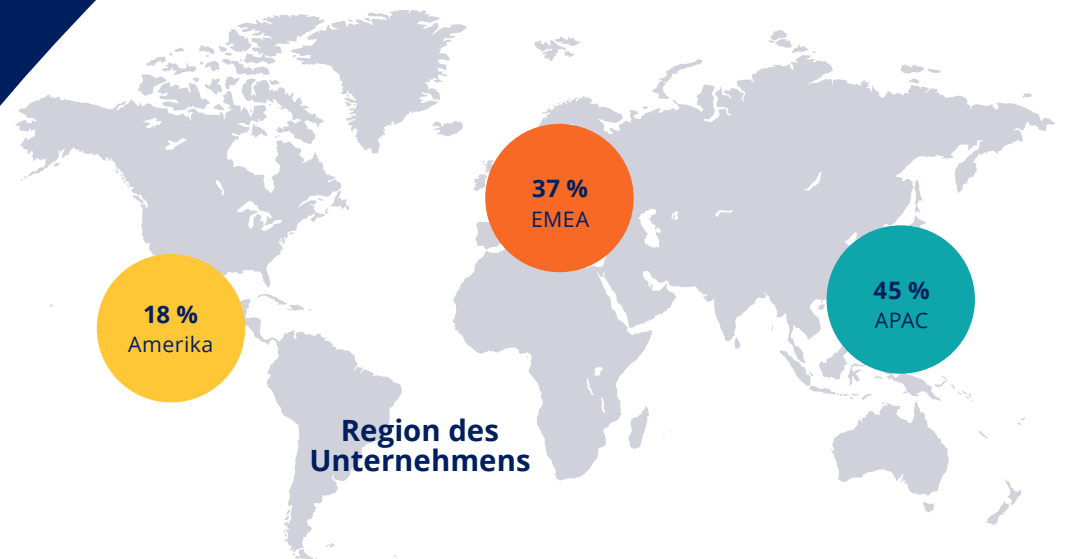 37 %
EMEA
45 %
APAC
18 %
Amerika
Region des
Unternehmens